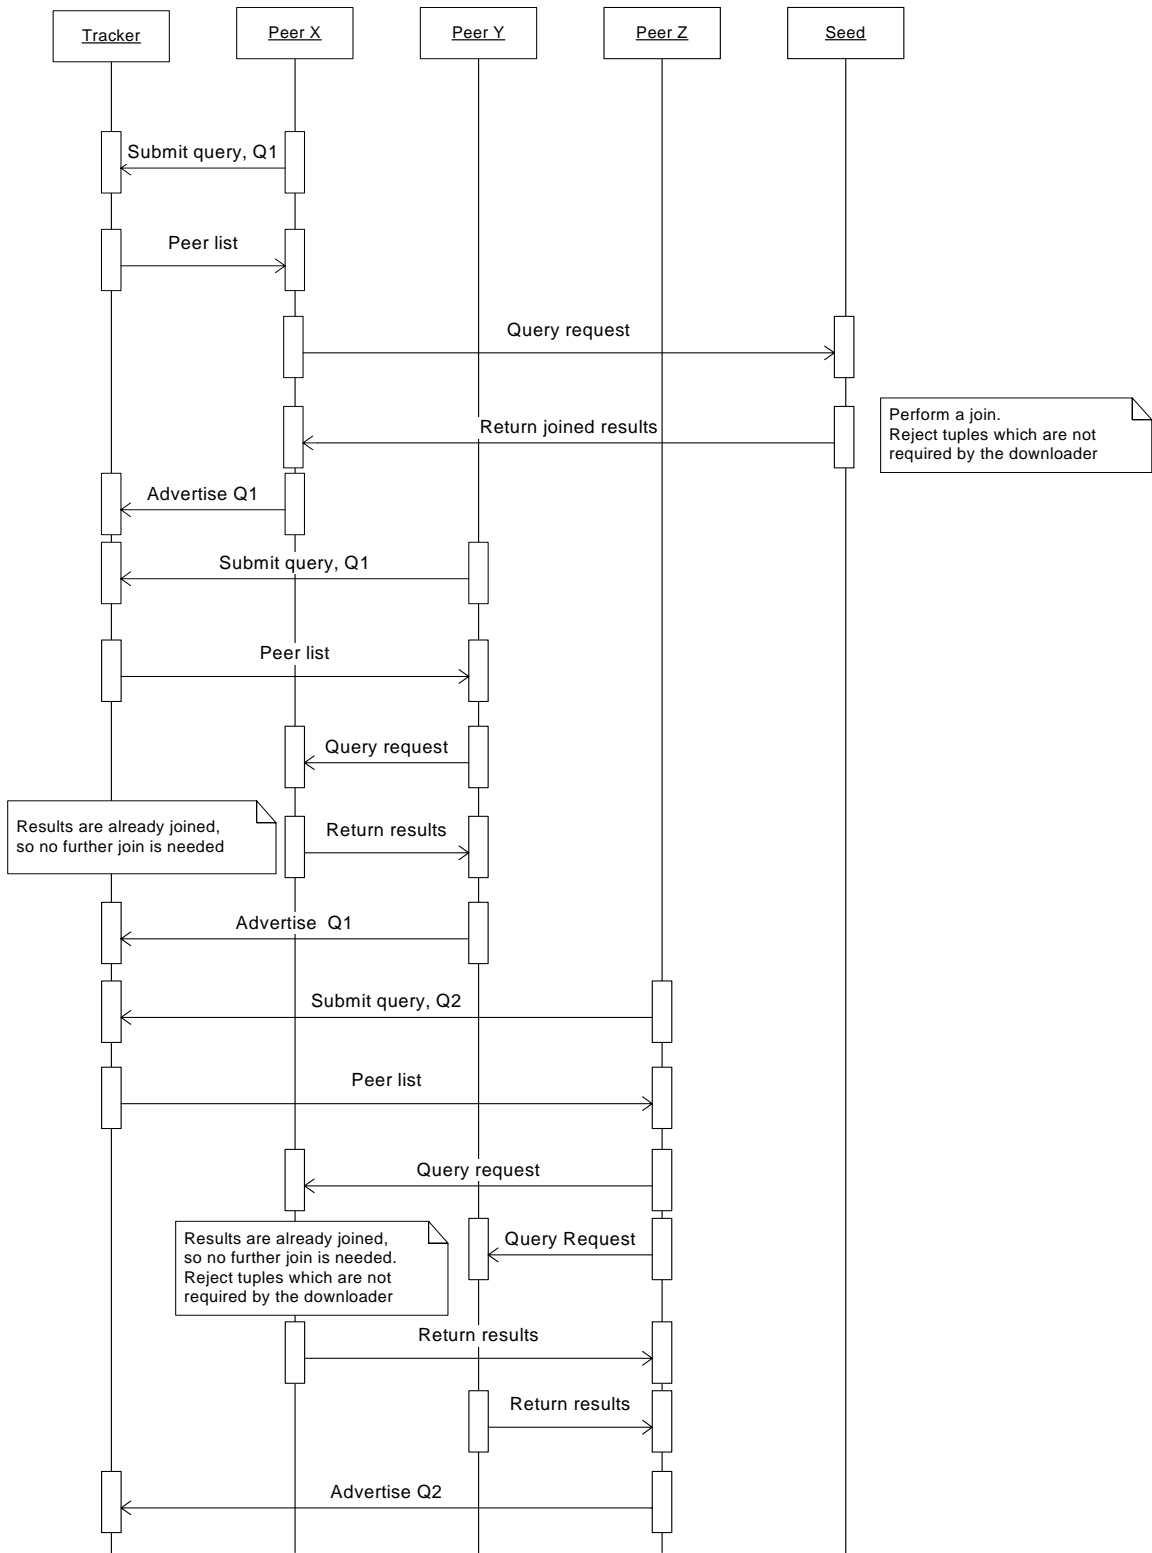 Tracker
Peer X
Peer Y
Peer Z
Seed
Submit query, Q1
Peer list
Query request
Perform a join.
Reject tuples which are not
required by the downloader
Return joined results
Advertise Q1
Submit query, Q1
Peer list
Query request
Results are already joined,
so no further join is needed
Return results
Advertise  Q1
Submit query, Q2
Peer list
Query request
Query Request
Results are already joined,
so no further join is needed.
Reject tuples which are not
required by the downloader
Return results
Return results
Advertise Q2